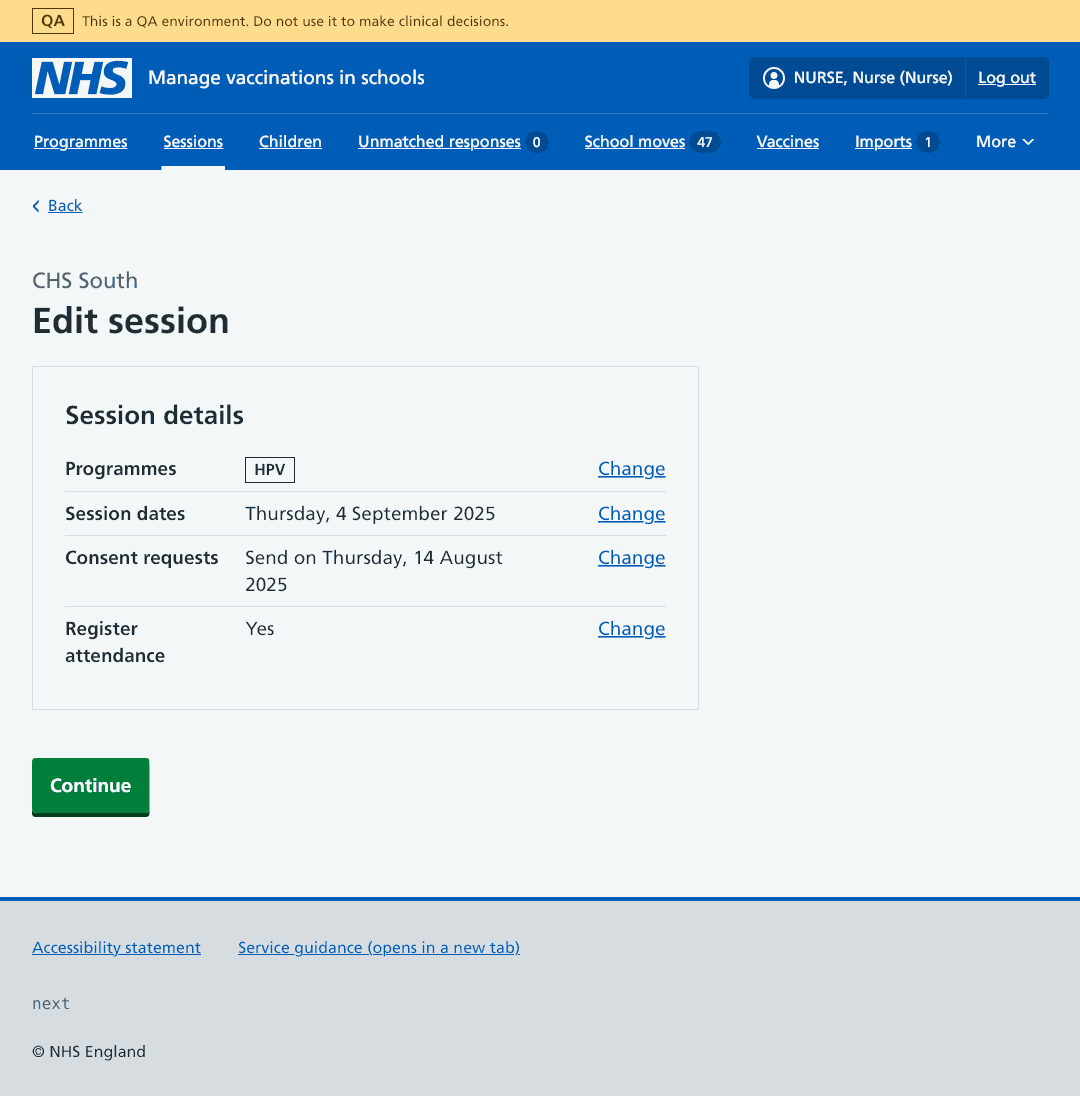 QA This is a QA environment. Do not use it to make clinical decisions.
NHS Manage vaccinations in schools NURSE, Nurse (Nurse) Log out
Programmes Sessions Children Unmatched responses 0 School moves 47 Vaccines Imports 1 More
Back
CHS South
Edit session
Session details
Programmes HPV Change
Session dates Thursday, 4 September 2025 Change
Consent requests Send on Thursday, 14 August Change
2025
Register Yes Change
attendance
Continue
Accessibility statement Service guidance (opens in a new tab)
next
© NHS England